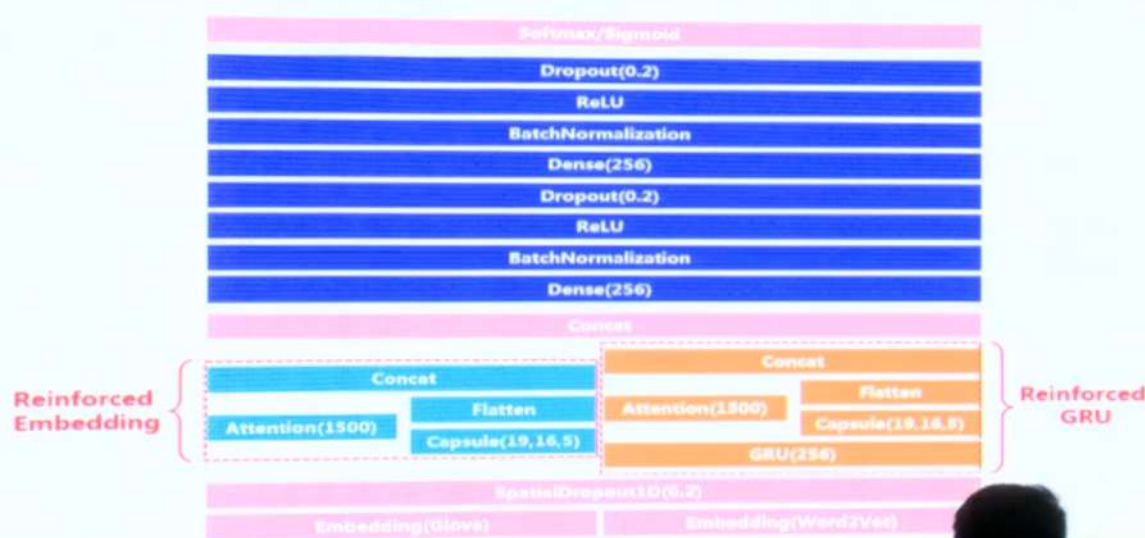 Softmax/Sigmoid
Dropout(0.2)
ReLU
BatchNormalization
Dense(256)
Dropout(0.2)
ReLU
BatchNormalization
Dense(256)
Concat
Reinforced
Embedding
Concat
Flatten
Attention(1500)
Capsule(19,16,5)
Concat
Flatten
Attention(1500)
Capsule(19,16,5)
GRU(256)
Reinforced
GRU
SpatialDropout1D(0.2)
Embedding(Glove)
Embedding(Word2Vec)